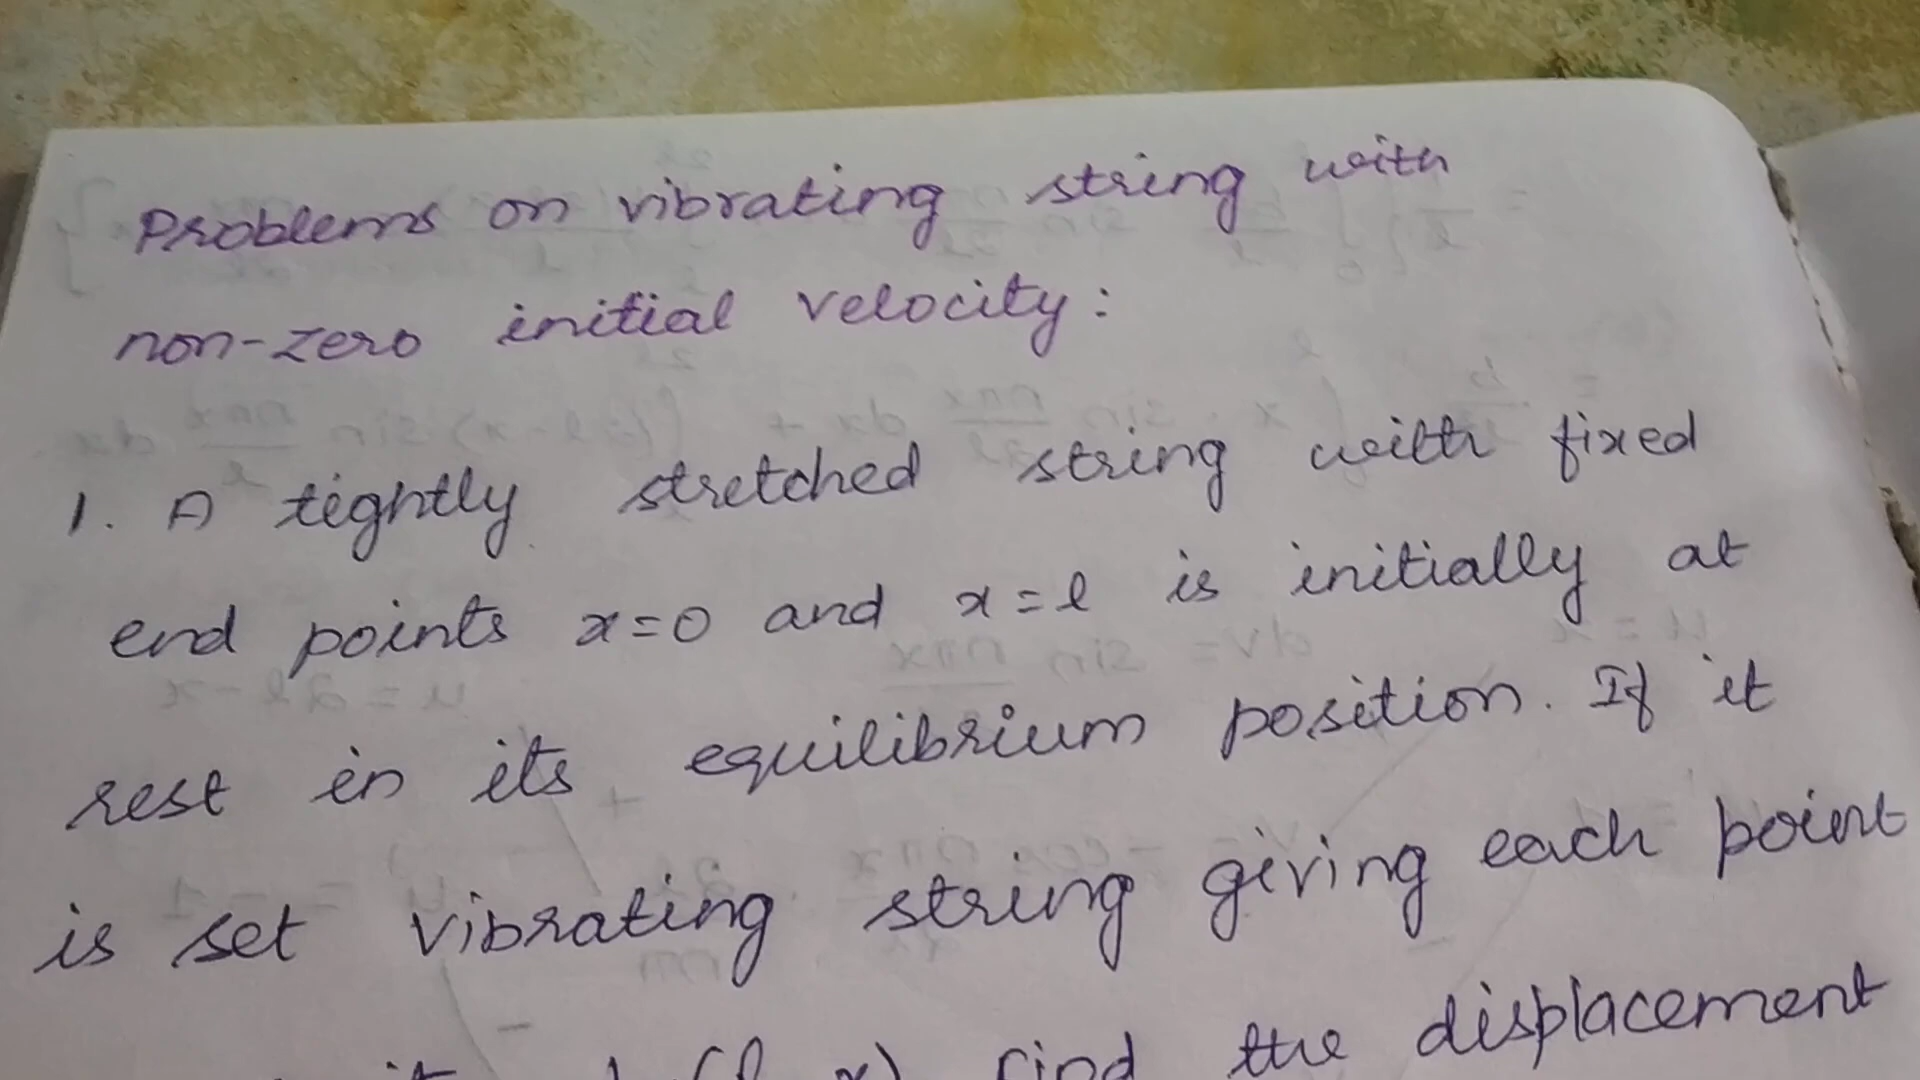 Problems on vibrating string with
non-zero initial velocity:
1. A tightly stretched string with fixed
end points x=0 and x=l is initially at
rest in its equilibrium position. If it
is set vibrating string giving each point
find the displacement